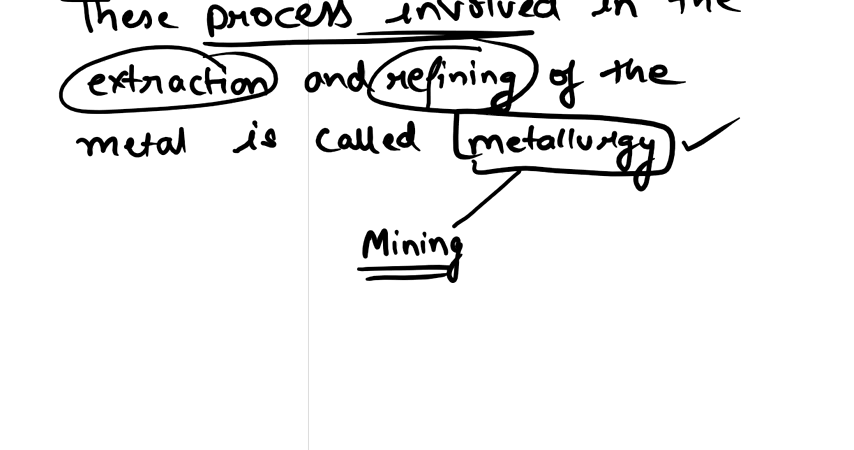 These process involved in the
extraction and refining of the
metal is called metallurgy
Mining